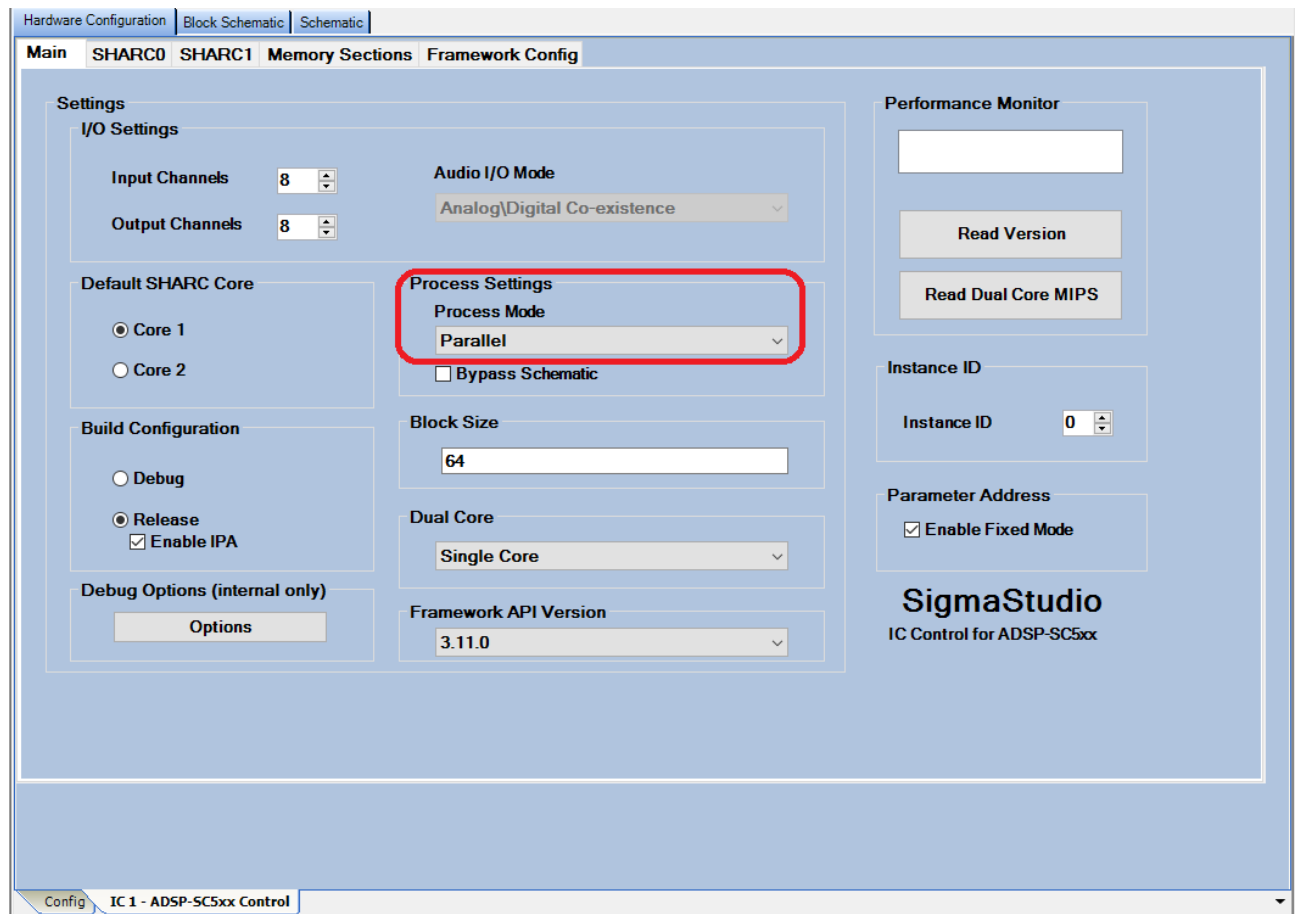 Hardware Configuration Block Schematic Schematic
Main SHARC0 SHARC1 Memory Sections Framework Config
Settings
I/O Settings
Input Channels 8
Output Channels 8
Audio I/O Mode
Analog\Digital Co-existence
Default SHARC Core
Core 1
Core 2
Process Settings
Process Mode
Parallel
Bypass Schematic
Build Configuration
Debug
Release
Enable IPA
Block Size
64
Dual Core
Single Core
Debug Options (internal only)
Options
Framework API Version
3.11.0
Performance Monitor
Read Version
Read Dual Core MIPS
Instance ID
Instance ID 0
Parameter Address
Enable Fixed Mode
SigmaStudio
IC Control for ADSP-SC5xx
Config IC 1 - ADSP-SC5xx Control